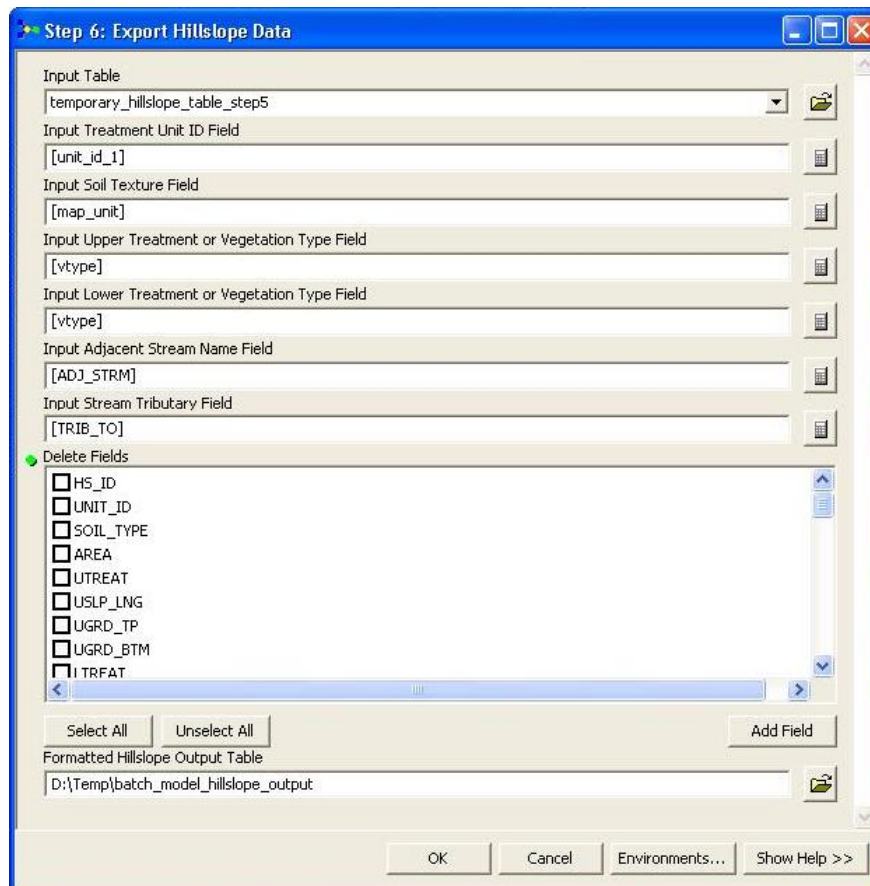 Step 6: Export Hillslope Data
Input Table
temporary_hillslope_table_step5
Input Treatment Unit ID Field
[unit_id_1]
Input Soil Texture Field
[map_unit]
Input Upper Treatment or Vegetation Type Field
[vtype]
Input Lower Treatment or Vegetation Type Field
[vtype]
Input Adjacent Stream Name Field
[ADJ_STRM]
Input Stream Tributary Field
[TRIB_TO]
Delete Fields
HS_ID
UNIT_ID
SOIL_TYPE
AREA
UTREAT
USLP_LNG
UGRD_TP
UGRD_BTM
LTREAT
Select All Unselect All Add Field
Formatted Hillslope Output Table
D:\Temp\batch_model_hillslope_output
OK Cancel Environments... Show Help >>